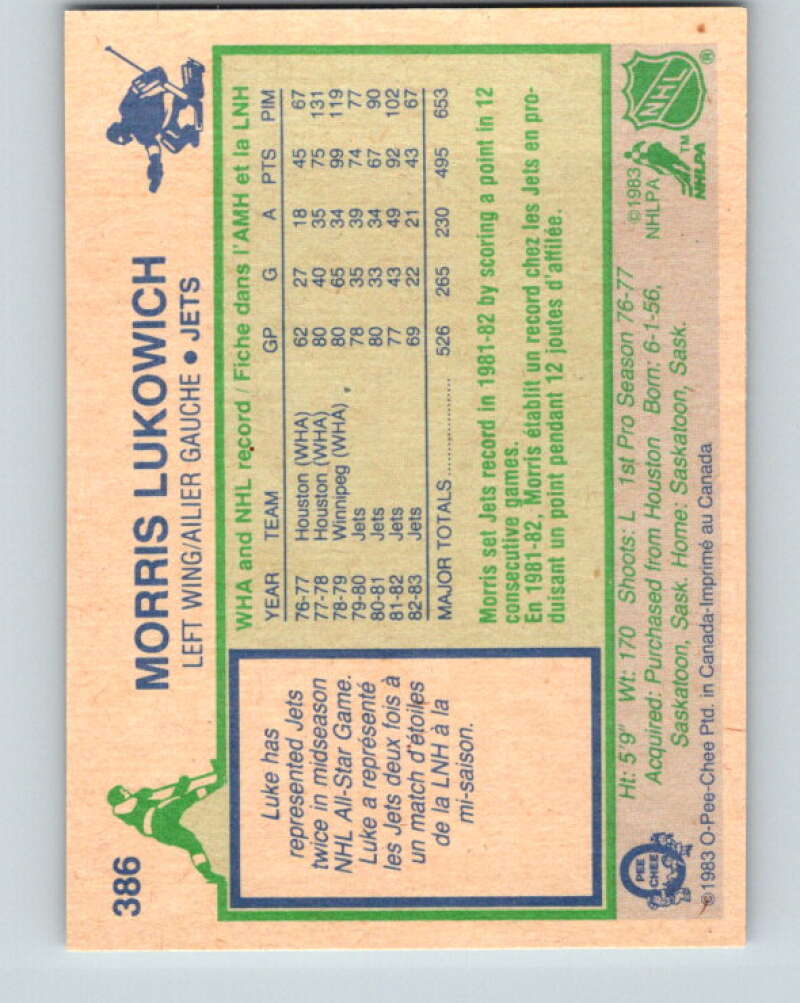 386
MORRIS LUKOWICH
LEFT WING/AILIER GAUCHE • JETS
Luke has
represented Jets
twice in midseason
NHL All-Star Game.
Luke a représenté
les Jets deux fois à
un match d'étoiles
de la LNH à la
mi-saison.
WHA and NHL record / Fiche dans l'AMH et la LNH
YEAR TEAM GP G A PTS PIM
76-77 Houston (WHA) 62 27 18 45 67
77-78 Houston (WHA) 80 40 35 75 131
78-79 Winnipeg (WHA) 80 65 34 99 119
79-80 Jets 78 35 39 74 77
80-81 Jets 80 33 34 67 90
81-82 Jets 77 43 49 92 102
82-83 Jets 69 22 21 43 67
MAJOR TOTALS ............... 526 265 230 495 653
Morris set Jets record in 1981-82 by scoring a point in 12
consecutive games.
En 1981-82, Morris établit un record chez les Jets en pro-
duisant un point pendant 12 joutes d'affilée.
Ht: 5'9" Wt: 170 Shoots: L 1st Pro Season 76-77
Acquired: Purchased from Houston Born: 6-1-56,
Saskatoon, Sask. Home: Saskatoon, Sask.
©1983
NHLPA
NHLPA
TM
NHL
®
O
PEE
CHEE
©1983 O-Pee-Chee Ptd. in Canada-Imprimé au Canada